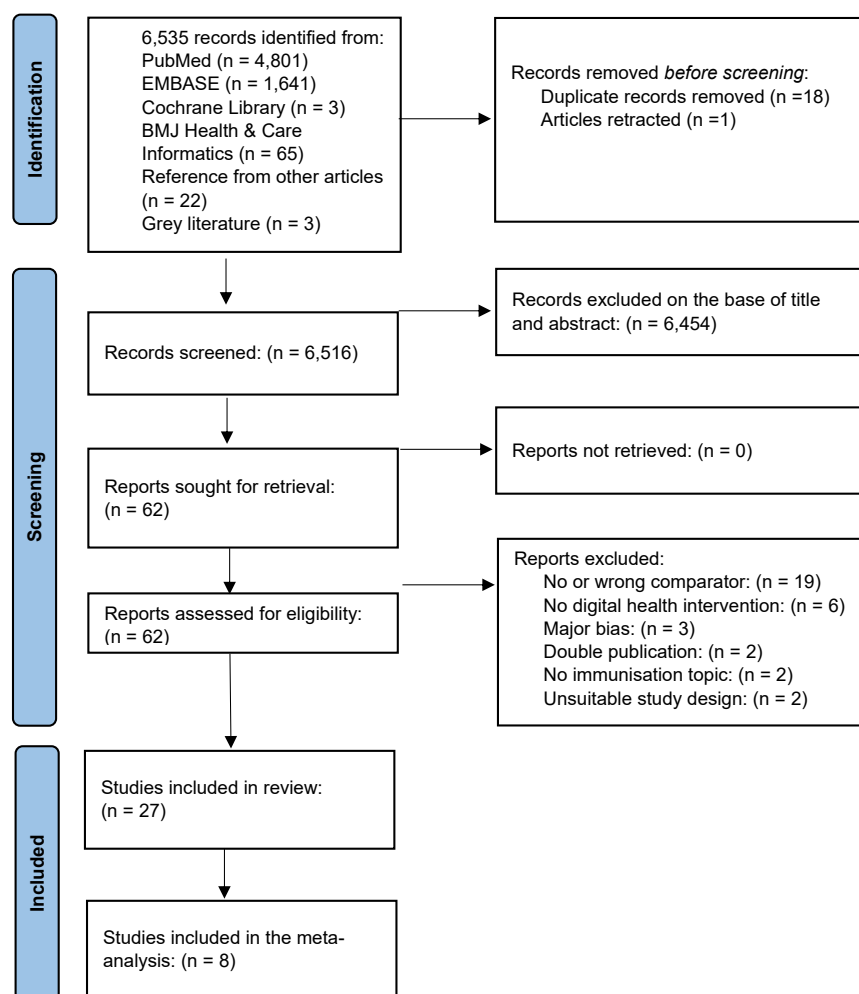 Identification
6,535 records identified from:
PubMed (n = 4,801)
EMBASE (n = 1,641)
Cochrane Library (n = 3)
BMJ Health & Care
Informatics (n = 65)
Reference from other articles
(n = 22)
Grey literature (n = 3)
Records removed before screening:
Duplicate records removed (n =18)
Articles retracted (n =1)
Screening
Records screened: (n = 6,516)
Records excluded on the base of title
and abstract: (n = 6,454)
Reports sought for retrieval:
(n = 62)
Reports not retrieved: (n = 0)
Reports assessed for eligibility:
(n = 62)
Reports excluded:
No or wrong comparator: (n = 19)
No digital health intervention: (n = 6)
Major bias: (n = 3)
Double publication: (n = 2)
No immunisation topic: (n = 2)
Unsuitable study design: (n = 2)
Included
Studies included in review:
(n = 27)
Studies included in the meta-
analysis: (n = 8)